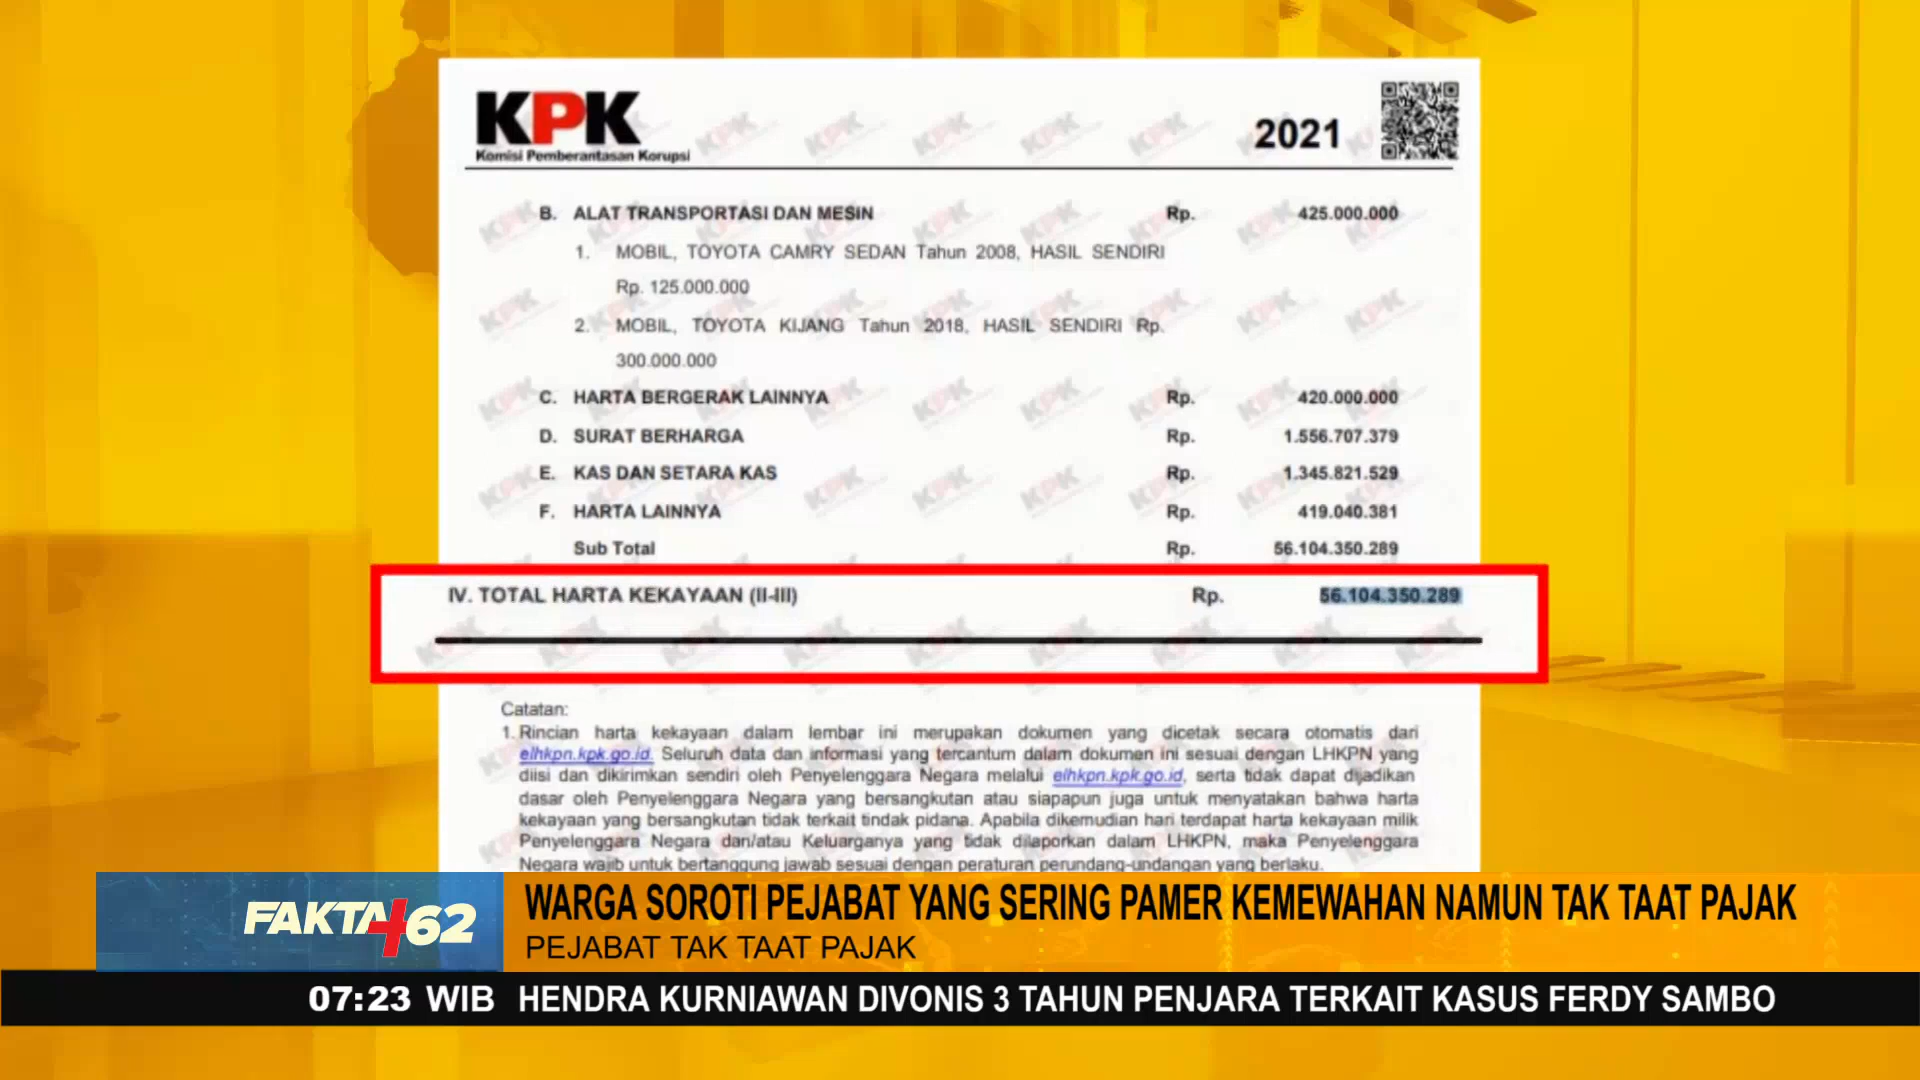 KPK
Komisi Pemberantasan Korupsi
2021
B. ALAT TRANSPORTASI DAN MESIN Rp. 425.000.000
1. MOBIL, TOYOTA CAMRY SEDAN Tahun 2008, HASIL SENDIRI
Rp. 125.000.000
2. MOBIL, TOYOTA KIJANG Tahun 2018, HASIL SENDIRI Rp.
300.000.000
C. HARTA BERGERAK LAINNYA Rp. 420.000.000
D. SURAT BERHARGA Rp. 1.556.707.379
E. KAS DAN SETARA KAS Rp. 1.345.821.529
F. HARTA LAINNYA Rp. 419.040.381
Sub Total Rp. 56.104.350.289
IV. TOTAL HARTA KEKAYAAN (II-III) Rp. 56.104.350.289
Catatan:
1. Rincian harta kekayaan dalam lembar ini merupakan dokumen yang dicetak secara otomatis dari
elhkpn.kpk.go.id. Seluruh data dan informasi yang tercantum dalam dokumen ini sesuai dengan LHKPN yang
diisi dan dikirimkan sendiri oleh Penyelenggara Negara melalui elhkpn.kpk.go.id, serta tidak dapat dijadikan
dasar oleh Penyelenggara Negara yang bersangkutan atau siapapun juga untuk menyatakan bahwa harta
kekayaan yang bersangkutan tidak terkait tindak pidana. Apabila dikemudian hari terdapat harta kekayaan milik
Penyelenggara Negara dan/atau Keluarganya yang tidak dilaporkan dalam LHKPN, maka Penyelenggara
Negara wajib untuk bertanggung jawab sesuai dengan peraturan perundang-undangan yang berlaku.
FAKTA+62
WARGA SOROTI PEJABAT YANG SERING PAMER KEMEWAHAN NAMUN TAK TAAT PAJAK
PEJABAT TAK TAAT PAJAK
07:23 WIB HENDRA KURNIAWAN DIVONIS 3 TAHUN PENJARA TERKAIT KASUS FERDY SAMBO